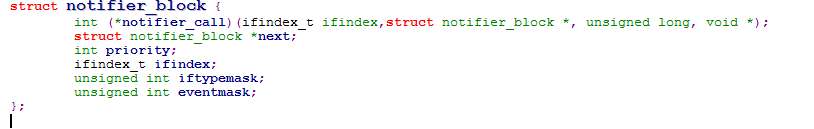 struct notifier_block {
int (*notifier_call)(ifindex_t ifindex,struct notifier_block *, unsigned long, void *);
struct notifier_block *next;
int priority;
ifindex_t ifindex;
unsigned int iftypemask;
unsigned int eventmask;
};